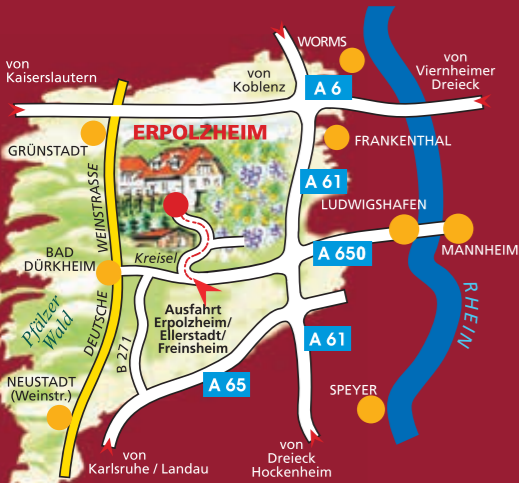 WORMS
von
Kaiserslautern
von
Koblenz
von
Viernheimer
Dreieck
A 6
ERPOLZHEIM
GRÜNSTADT
FRANKENTHAL
A 61
LUDWIGSHAFEN
WEINSTRASSE
DEUTSCHE
BAD
DÜRKHEIM
Kreisel
A 650
MANNHEIM
Ausfahrt
Erpolzheim/
Ellerstadt/
Freinsheim
RHEIN
Pfälzer
Wald
B 271
A 61
NEUSTADT
(Weinstr.)
A 65
SPEYER
von
Karlsruhe / Landau
von
Dreieck
Hockenheim